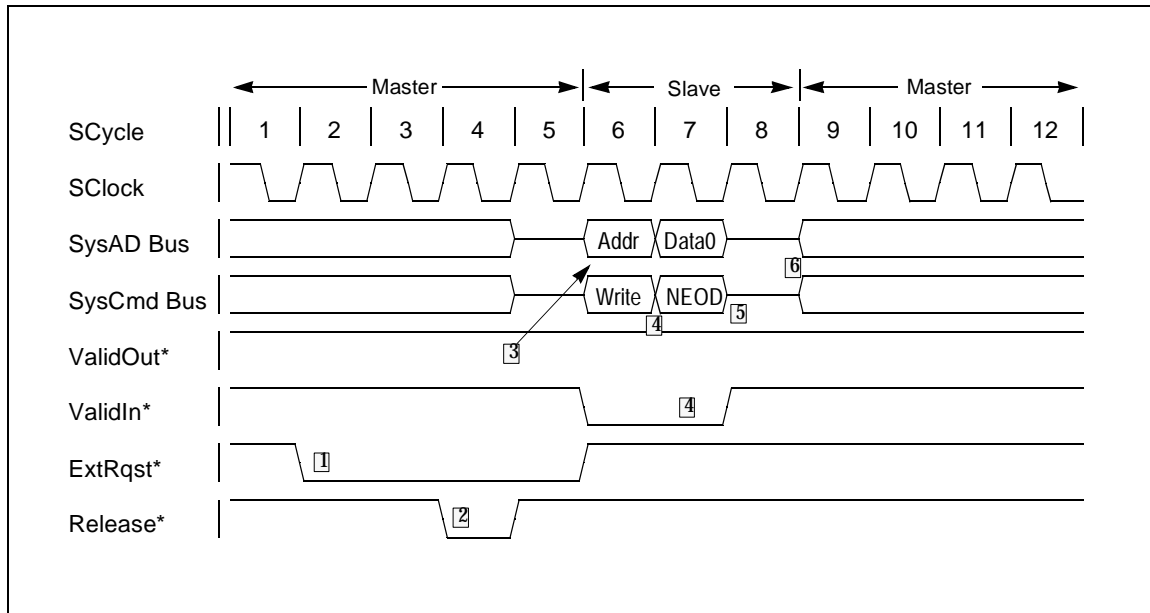 Master Slave Master
SCycle 1 2 3 4 5 6 7 8 9 10 11 12
SClock
SysAD Bus Addr Data0
6
SysCmd Bus Write NEOD
5
4
ValidOut*
3
ValidIn* 4
ExtRqst* 1
Release* 2